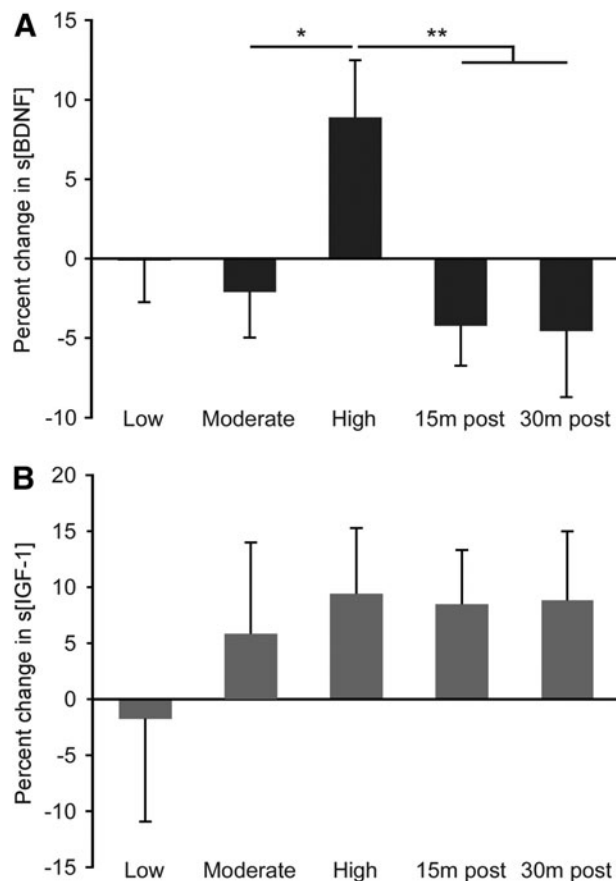 A
Percent change in s[BDNF]
15
10
5
0
-5
-10
*
**
Low Moderate High 15m post 30m post
B
Percent change in s[IGF-1]
20
15
10
5
0
-5
-10
-15
Low Moderate High 15m post 30m post